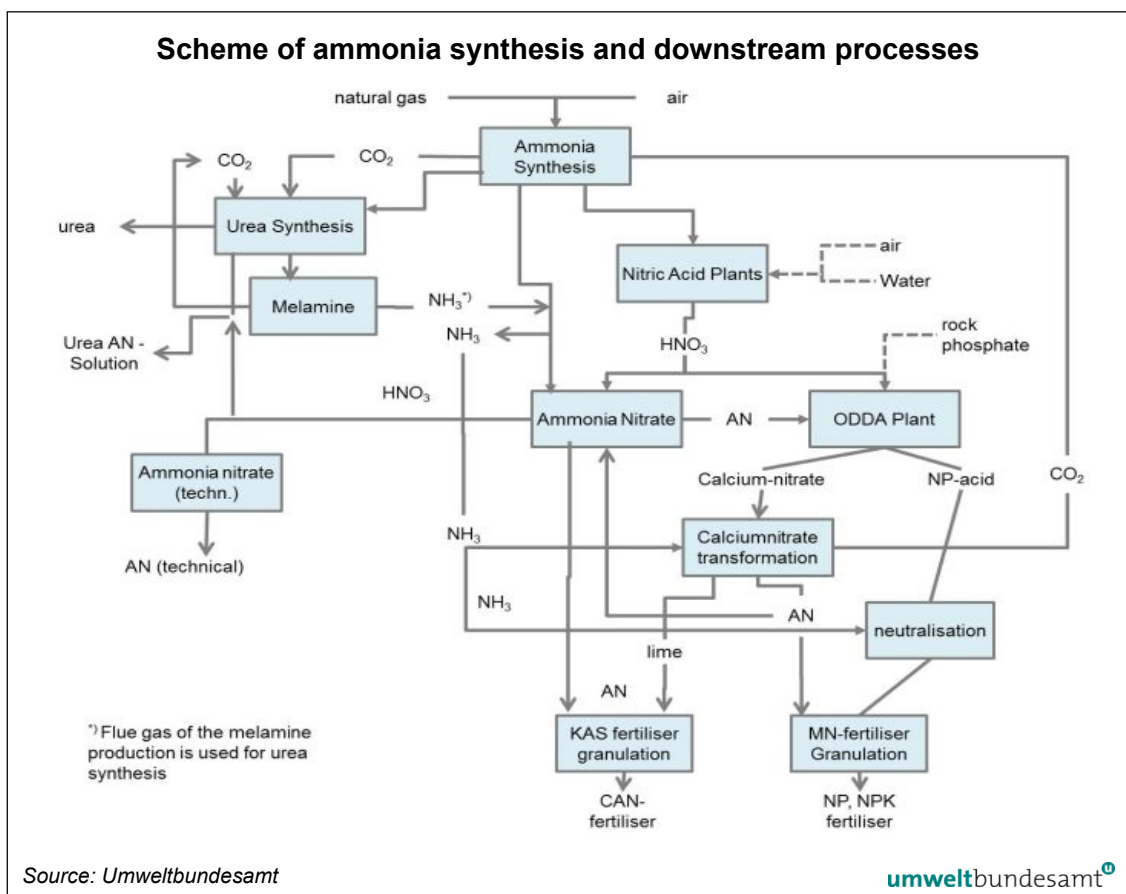 Scheme of ammonia synthesis and downstream processes
natural gas
air
Ammonia
Synthesis
CO₂
CO₂
urea
Urea Synthesis
air
Nitric Acid Plants
Water
Melamine
NH₃*⁾
NH₃
Urea AN -
Solution
HNO₃
rock
phosphate
HNO₃
Ammonia Nitrate
AN
ODDA Plant
Ammonia nitrate
(techn.)
Calcium-nitrate
NP-acid
CO₂
NH₃
Calciumnitrate
transformation
AN (technical)
NH₃
AN
neutralisation
lime
AN
*⁾ Flue gas of the melamine
production is used for urea
synthesis
KAS fertiliser
granulation
MN-fertiliser
Granulation
CAN-
fertiliser
NP, NPK
fertiliser
Source: Umweltbundesamt
umweltbundesamt